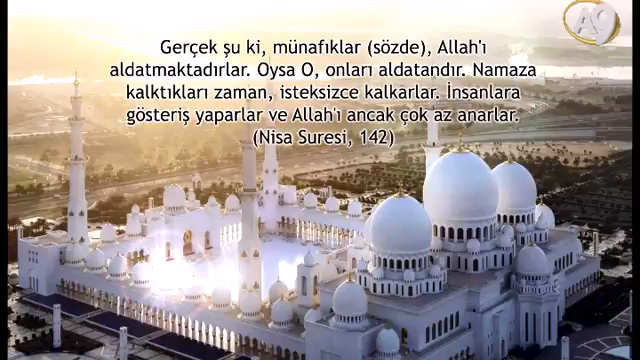 A9
Gerçek şu ki, münafıklar (sözde), Allah'ı
aldatmaktadırlar. Oysa O, onları aldatandır. Namaza
kalktıkları zaman, isteksizce kalkarlar. İnsanlara
gösteriş yaparlar ve Allah'ı ancak çok az anarlar.
(Nisa Suresi, 142)